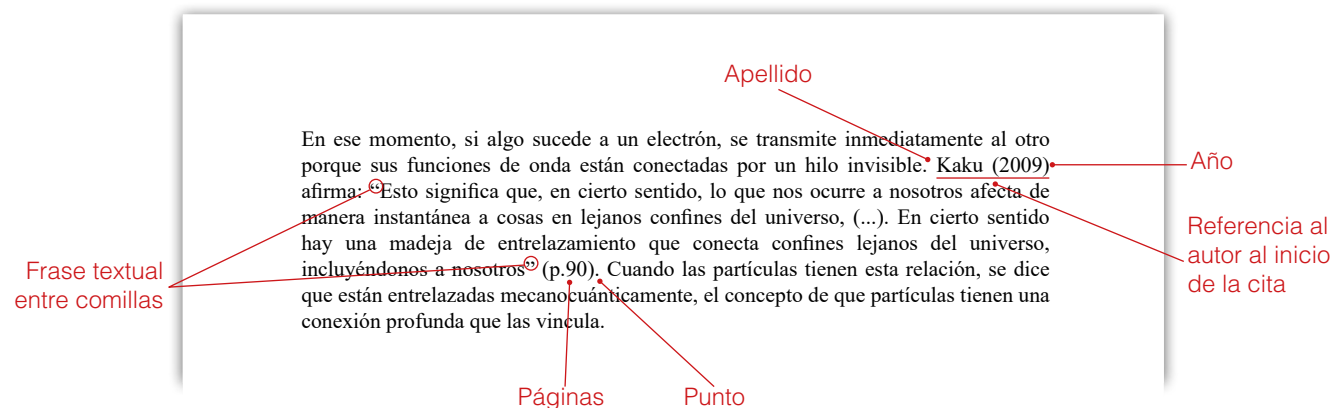 Apellido
En ese momento, si algo sucede a un electrón, se transmite inmediatamente al otro
porque sus funciones de onda están conectadas por un hilo invisible. Kaku (2009)
afirma: “Esto significa que, en cierto sentido, lo que nos ocurre a nosotros afecta de
manera instantánea a cosas en lejanos confines del universo, (...). En cierto sentido
hay una madeja de entrelazamiento que conecta confines lejanos del universo,
incluyéndonos a nosotros” (p.90). Cuando las partículas tienen esta relación, se dice
que están entrelazadas mecanocuánticamente, el concepto de que partículas tienen una
conexión profunda que las vincula.
Año
Referencia al
autor al inicio
de la cita
Frase textual
entre comillas
Páginas
Punto